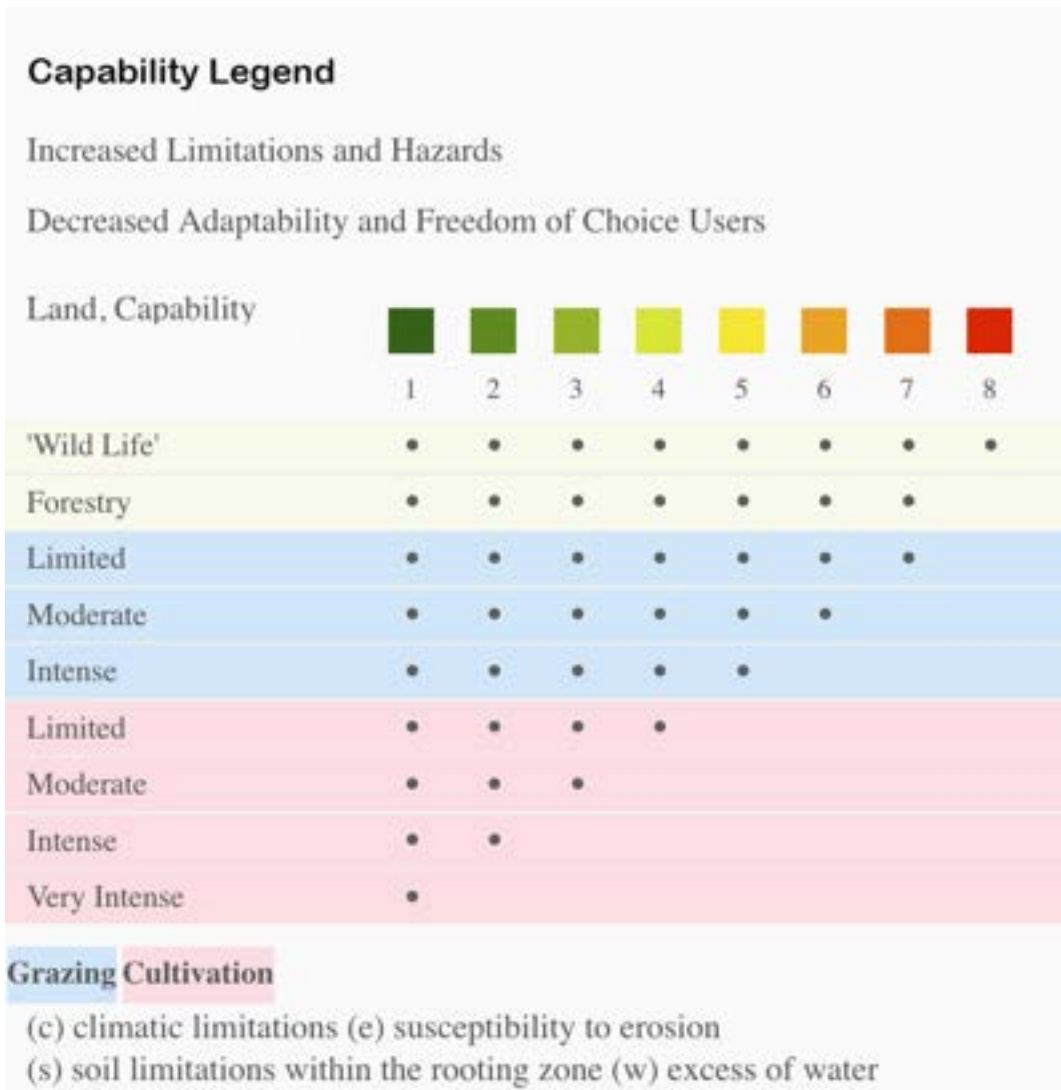 Capability Legend
Increased Limitations and Hazards
Decreased Adaptability and Freedom of Choice Users
Land, Capability
1 2 3 4 5 6 7 8
'Wild Life' • • • • • • • •
Forestry • • • • • • •
Limited • • • • • • •
Moderate • • • • • •
Intense • • • • •
Limited • • • •
Moderate • • •
Intense • •
Very Intense •
Grazing Cultivation
(c) climatic limitations (e) susceptibility to erosion
(s) soil limitations within the rooting zone (w) excess of water